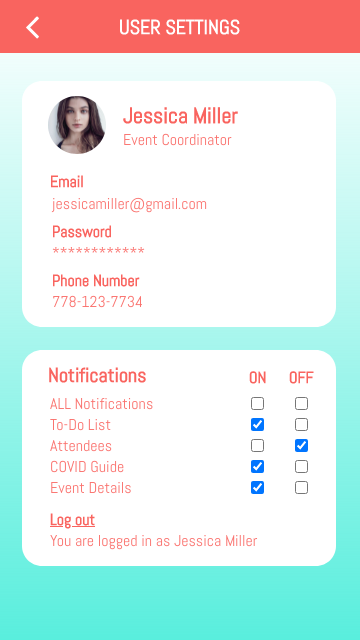 USER SETTINGS
Jessica Miller
Event Coordinator
Email
jessicamiller@gmail.com
Password
************
Phone Number
778-123-7734
Notifications ON OFF
ALL Notifications
To-Do List
Attendees
COVID Guide
Event Details
Log out
You are logged in as Jessica Miller